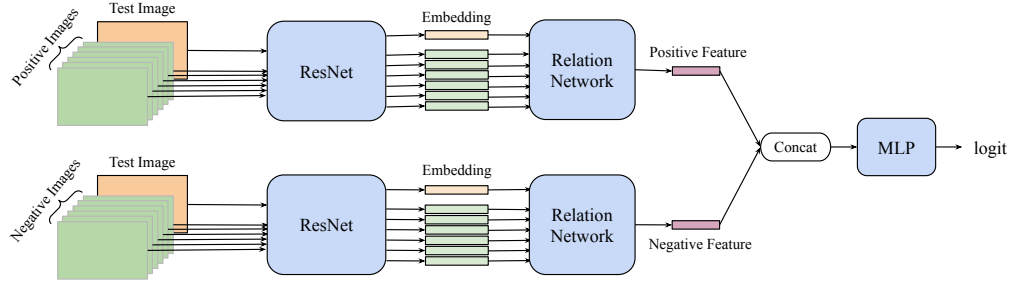 Test Image
Positive Images
ResNet
Embedding
Relation
Network
Positive Feature
Test Image
Negative Images
ResNet
Embedding
Relation
Network
Negative Feature
Concat
MLP
logit